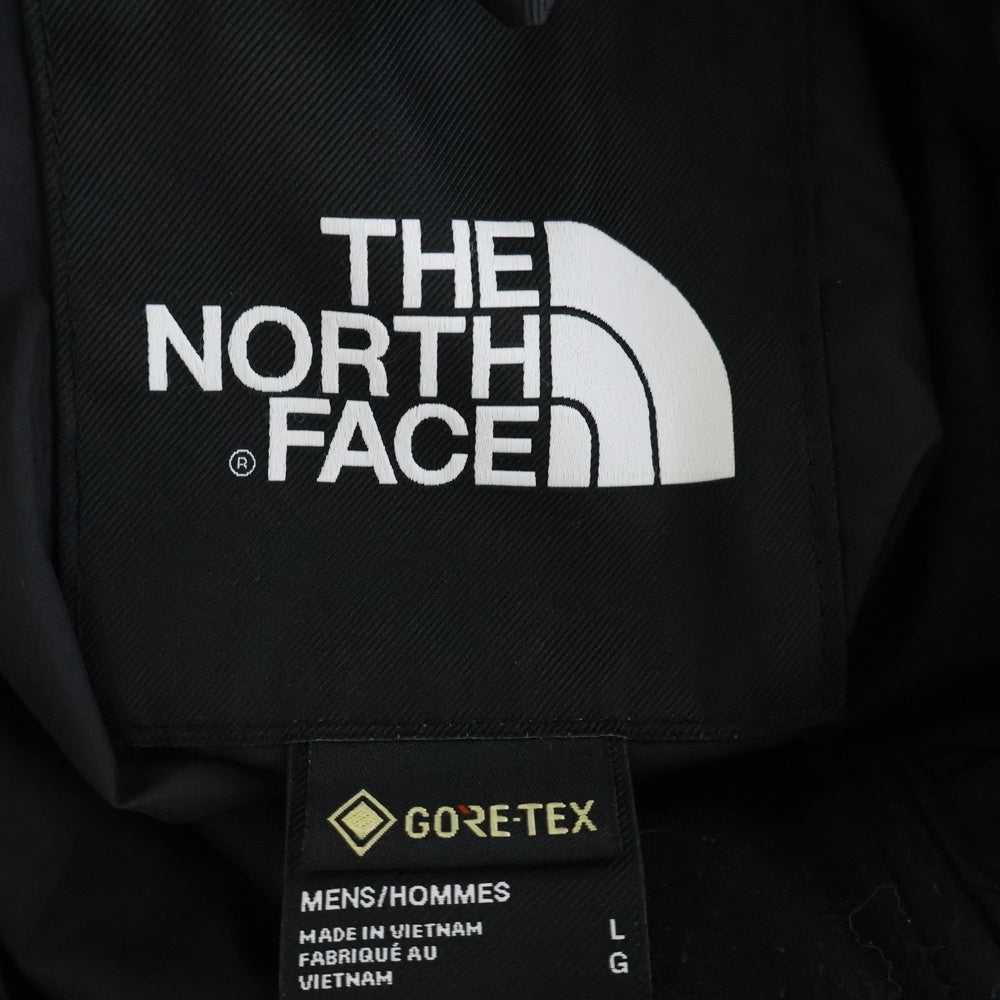 THE
NORTH
® FACE
GORE-TEX
MENS/HOMMES
MADE IN VIETNAM L
FABRIQUÉ AU G
VIETNAM